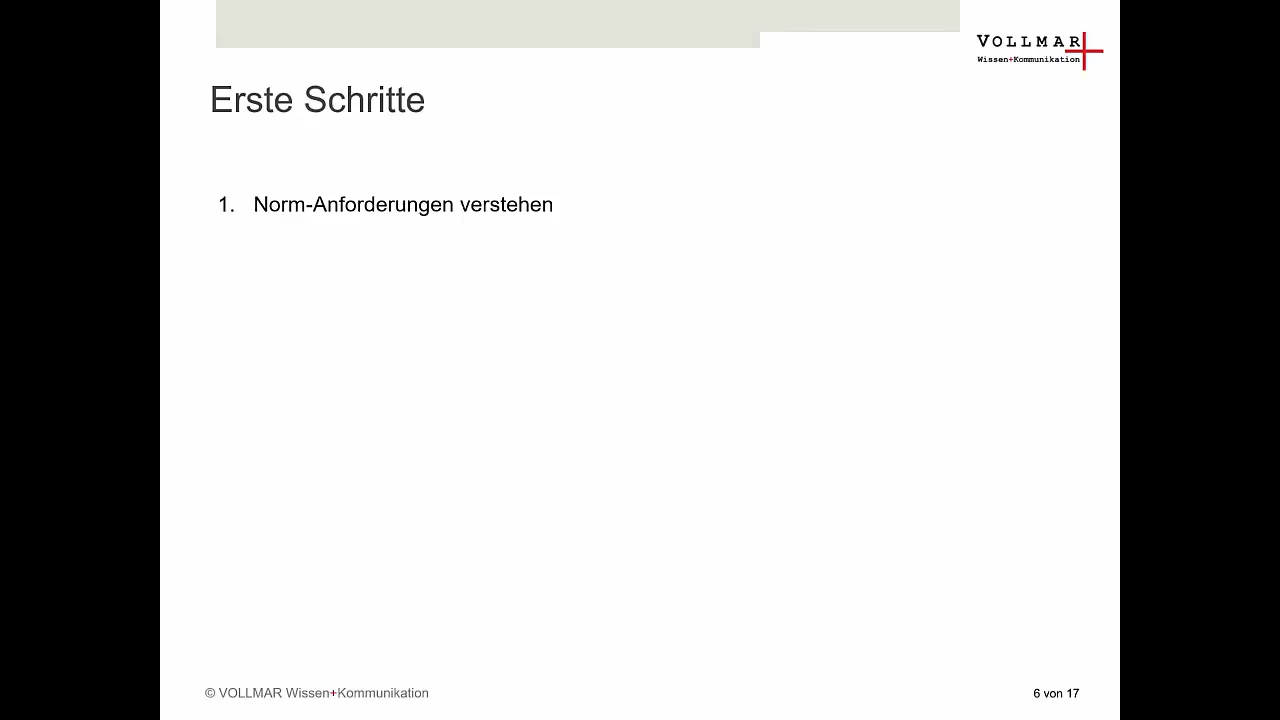 VOLLMAR
Wissen+Kommunikation
Erste Schritte
1. Norm-Anforderungen verstehen
© VOLLMAR Wissen+Kommunikation
6 von 17